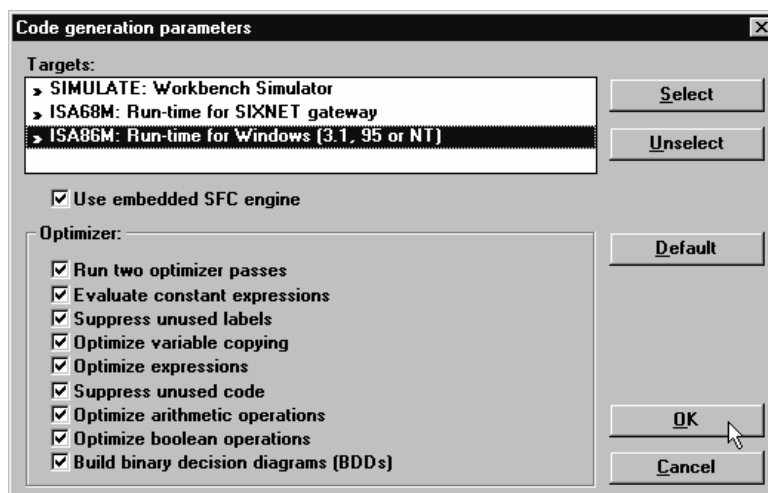 Code generation parameters
Targets:
» SIMULATE: Workbench Simulator
» ISA68M: Run-time for SIXNET gateway
» ISA86M: Run-time for Windows (3.1, 95 or NT)
Select
Unselect
Use embedded SFC engine
Optimizer:
Default
Run two optimizer passes
Evaluate constant expressions
Suppress unused labels
Optimize variable copying
Optimize expressions
Suppress unused code
Optimize arithmetic operations
Optimize boolean operations
Build binary decision diagrams (BDDs)
OK
Cancel